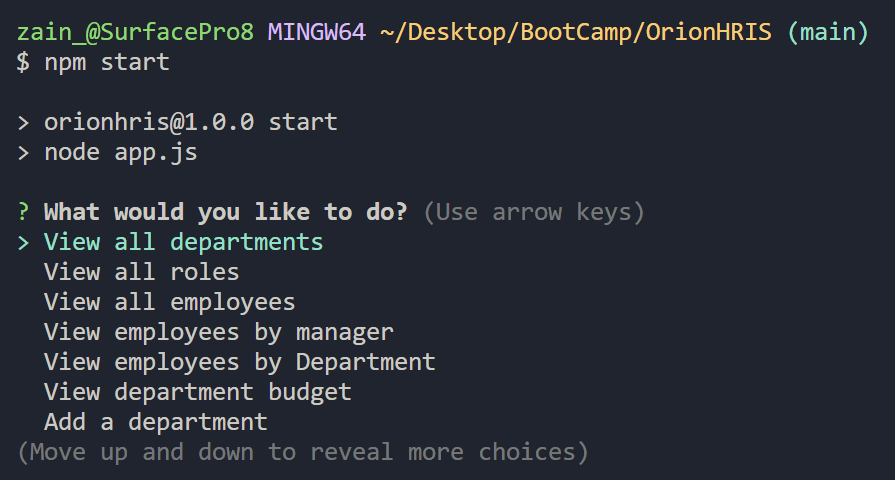 zain_@SurfacePro8 MINGW64 ~/Desktop/BootCamp/OrionHRIS (main)
$ npm start
> orionhris@1.0.0 start
> node app.js
? What would you like to do? (Use arrow keys)
> View all departments
View all roles
View all employees
View employees by manager
View employees by Department
View department budget
Add a department
(Move up and down to reveal more choices)